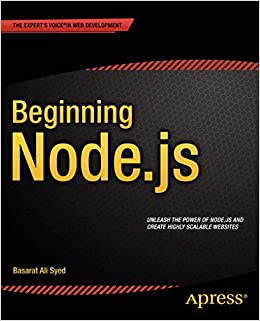 THE EXPERT'S VOICE® IN WEB DEVELOPMENT
Beginning
Node.js
UNLEASH THE POWER OF NODE.JS AND
CREATE HIGHLY SCALABLE WEBSITES
Basarat Ali Syed
Apress®